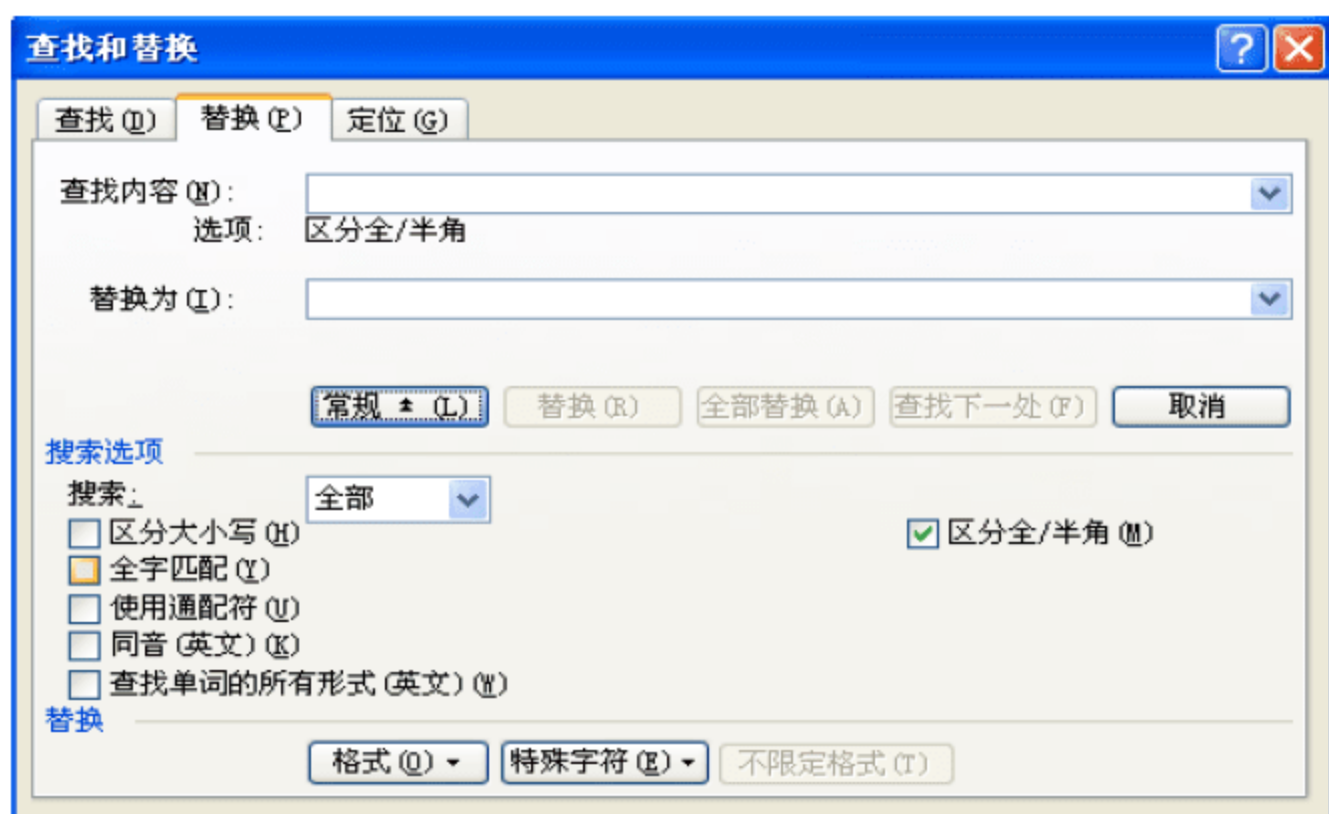 查找和替换
查找(D) 替换(P) 定位(G)
查找内容(N):
选项: 区分全/半角
替换为(I):
常规 (L) 替换(R) 全部替换(A) 查找下一处(F) 取消
搜索选项
搜索: 全部
区分大小写(H) 区分全/半角(M)
全字匹配(Y)
使用通配符(U)
同音(英文)(K)
查找单词的所有形式(英文)(W)
替换
格式(O) 特殊字符(E) 不限定格式(T)